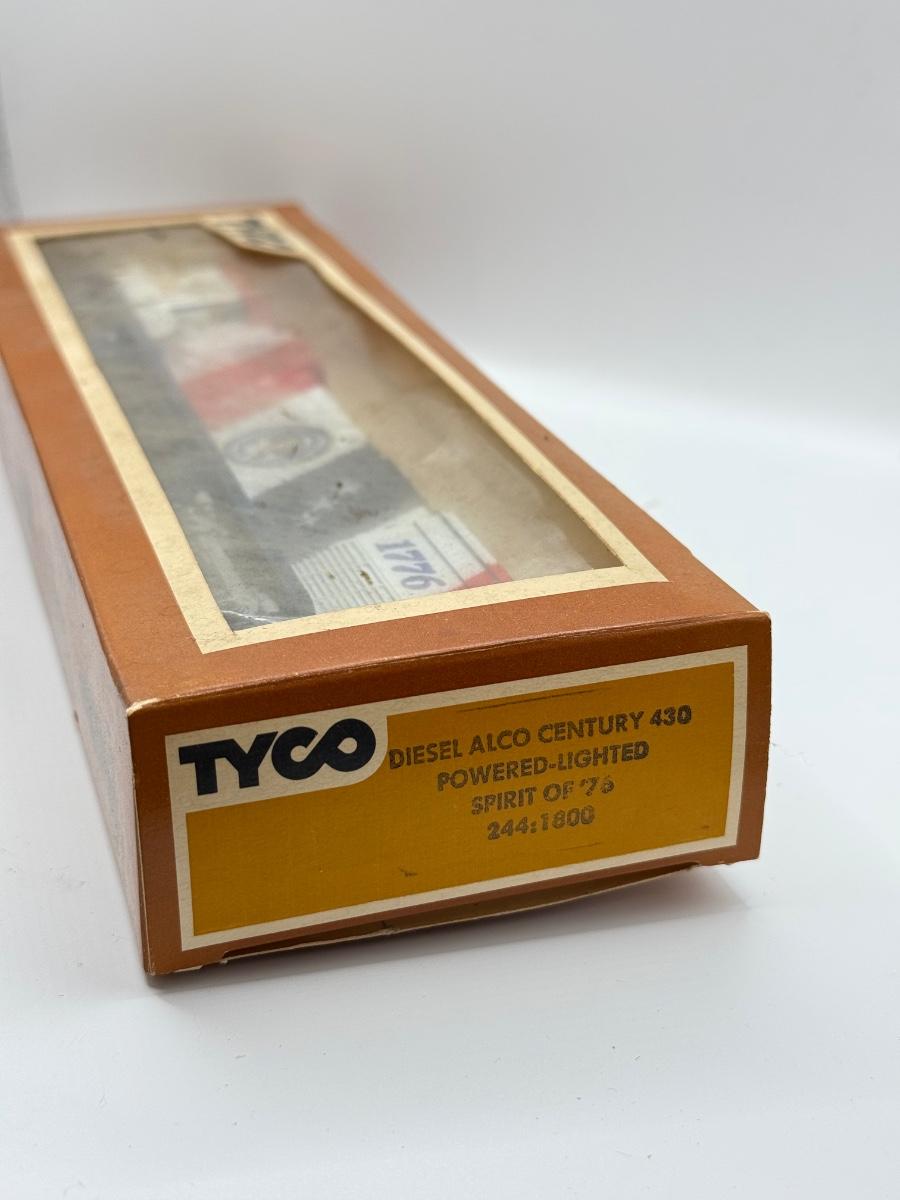 1776
TYCO
DIESEL ALCO CENTURY 430
POWERED-LIGHTED
SPIRIT OF '76
244:1800